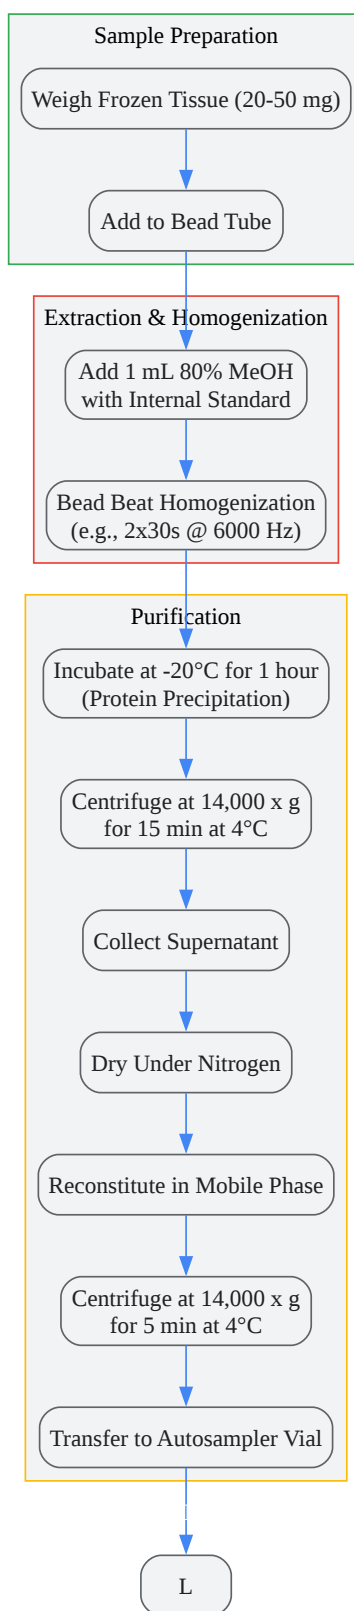 Sample Preparation
Weigh Frozen Tissue (20-50 mg)
Add to Bead Tube
Extraction & Homogenization
Add 1 mL 80% MeOH
with Internal Standard
Bead Beat Homogenization
(e.g., 2x30s @ 6000 Hz)
Purification
Incubate at -20°C for 1 hour
(Protein Precipitation)
Centrifuge at 14,000 x g
for 15 min at 4°C
Collect Supernatant
Dry Under Nitrogen
Reconstitute in Mobile Phase
Centrifuge at 14,000 x g
for 5 min at 4°C
Transfer to Autosampler Vial
L